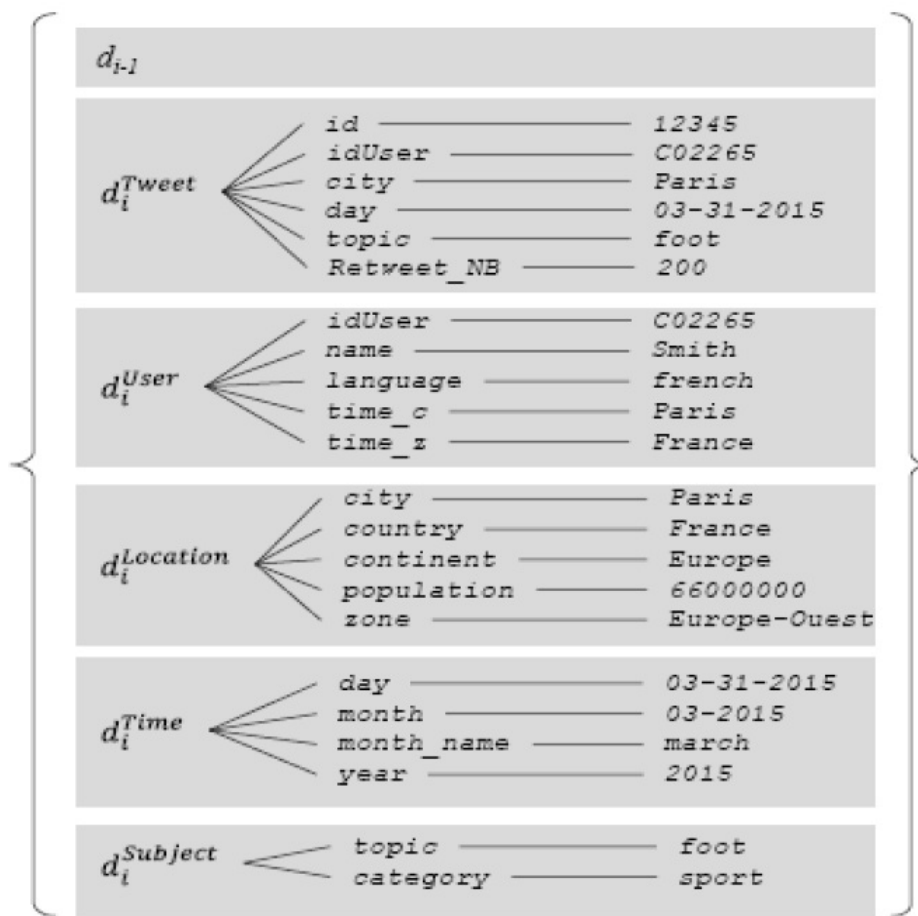 d_{i-1}
d_i^{Tweet}
id 12345
idUser C02265
city Paris
day 03-31-2015
topic foot
Retweet_NB 200
d_i^{User}
idUser C02265
name Smith
language french
time_c Paris
time_z France
d_i^{Location}
city Paris
country France
continent Europe
population 66000000
zone Europe-Ouest
d_i^{Time}
day 03-31-2015
month 03-2015
month_name march
year 2015
d_i^{Subject}
topic foot
category sport